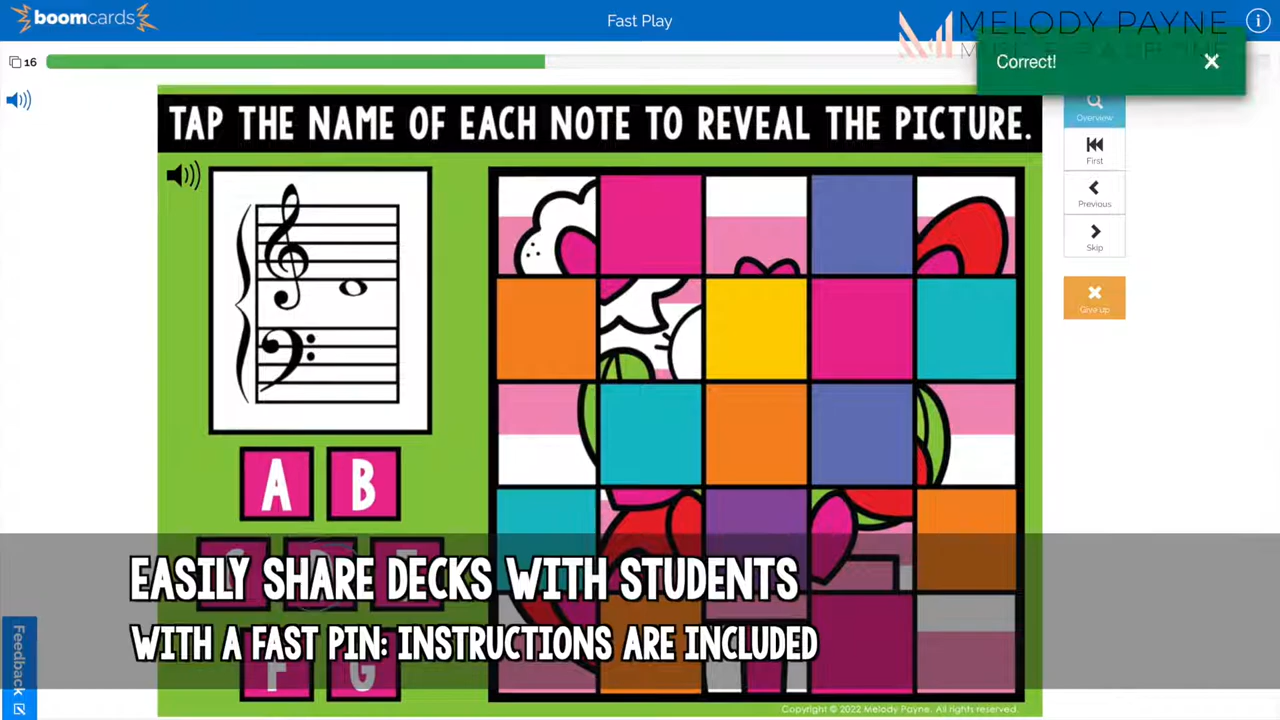 boomcards
Fast Play
MELODY PAYNE
16
Correct!
Overview
TAP THE NAME OF EACH NOTE TO REVEAL THE PICTURE.
First
Previous
Skip
Give up
A B
EASILY SHARE DECKS WITH STUDENTS
WITH A FAST PIN: INSTRUCTIONS ARE INCLUDED
F G
Feedback
Copyright © 2022 Melody Payne. All rights reserved.